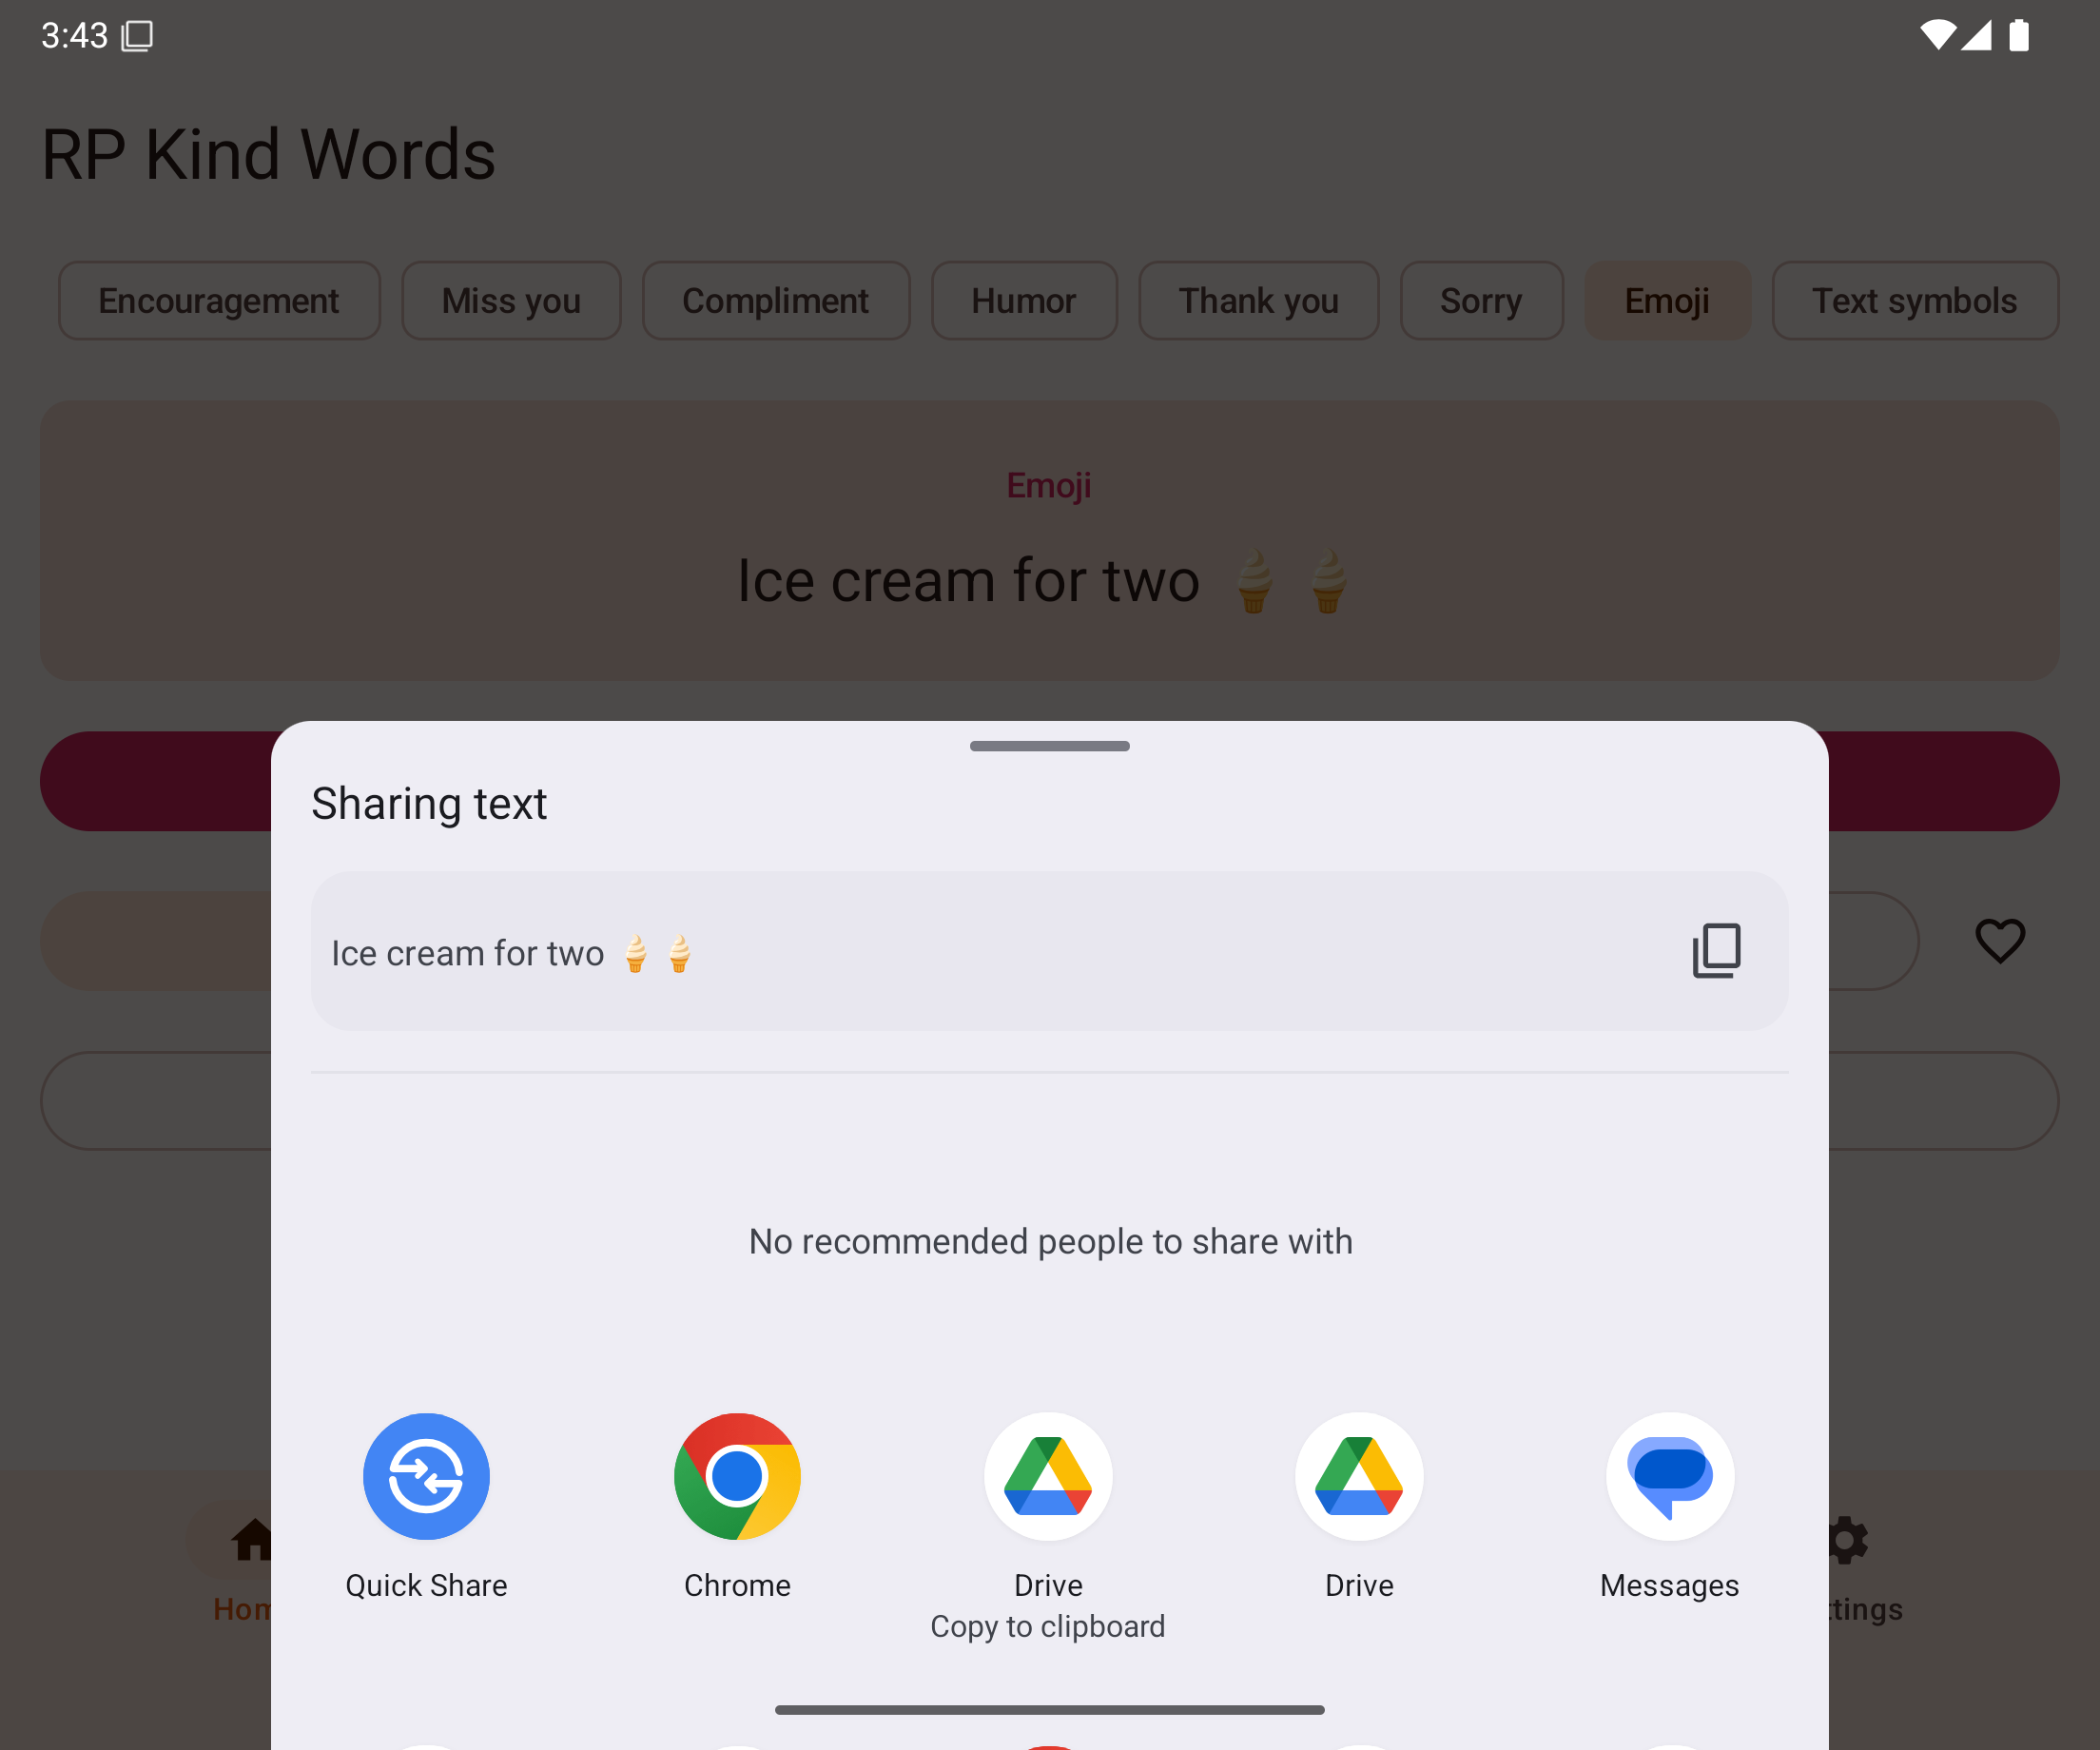 3:43
RP Kind Words
Encouragement Miss you Compliment Humor Thank you Sorry Emoji Text symbols
Emoji
Ice cream for two 🍦 🍦
Sharing text
Ice cream for two 🍦 🍦
No recommended people to share with
Quick Share Chrome Drive Drive Messages
Copy to clipboard